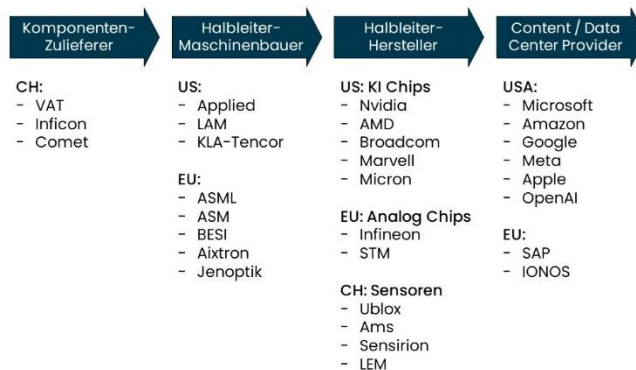 Komponenten-
Zulieferer
CH:
- VAT
- Inficon
- Comet
Halbleiter-
Maschinenbauer
US:
- Applied
- LAM
- KLA-Tencor
EU:
- ASML
- ASM
- BESI
- Aixtron
- Jenoptik
Halbleiter-
Hersteller
US: KI Chips
- Nvidia
- AMD
- Broadcom
- Marvell
- Micron
EU: Analog Chips
- Infineon
- STM
CH: Sensoren
- Ublox
- Ams
- Sensirion
- LEM
Content / Data
Center Provider
USA:
- Microsoft
- Amazon
- Google
- Meta
- Apple
- OpenAI
EU:
- SAP
- IONOS